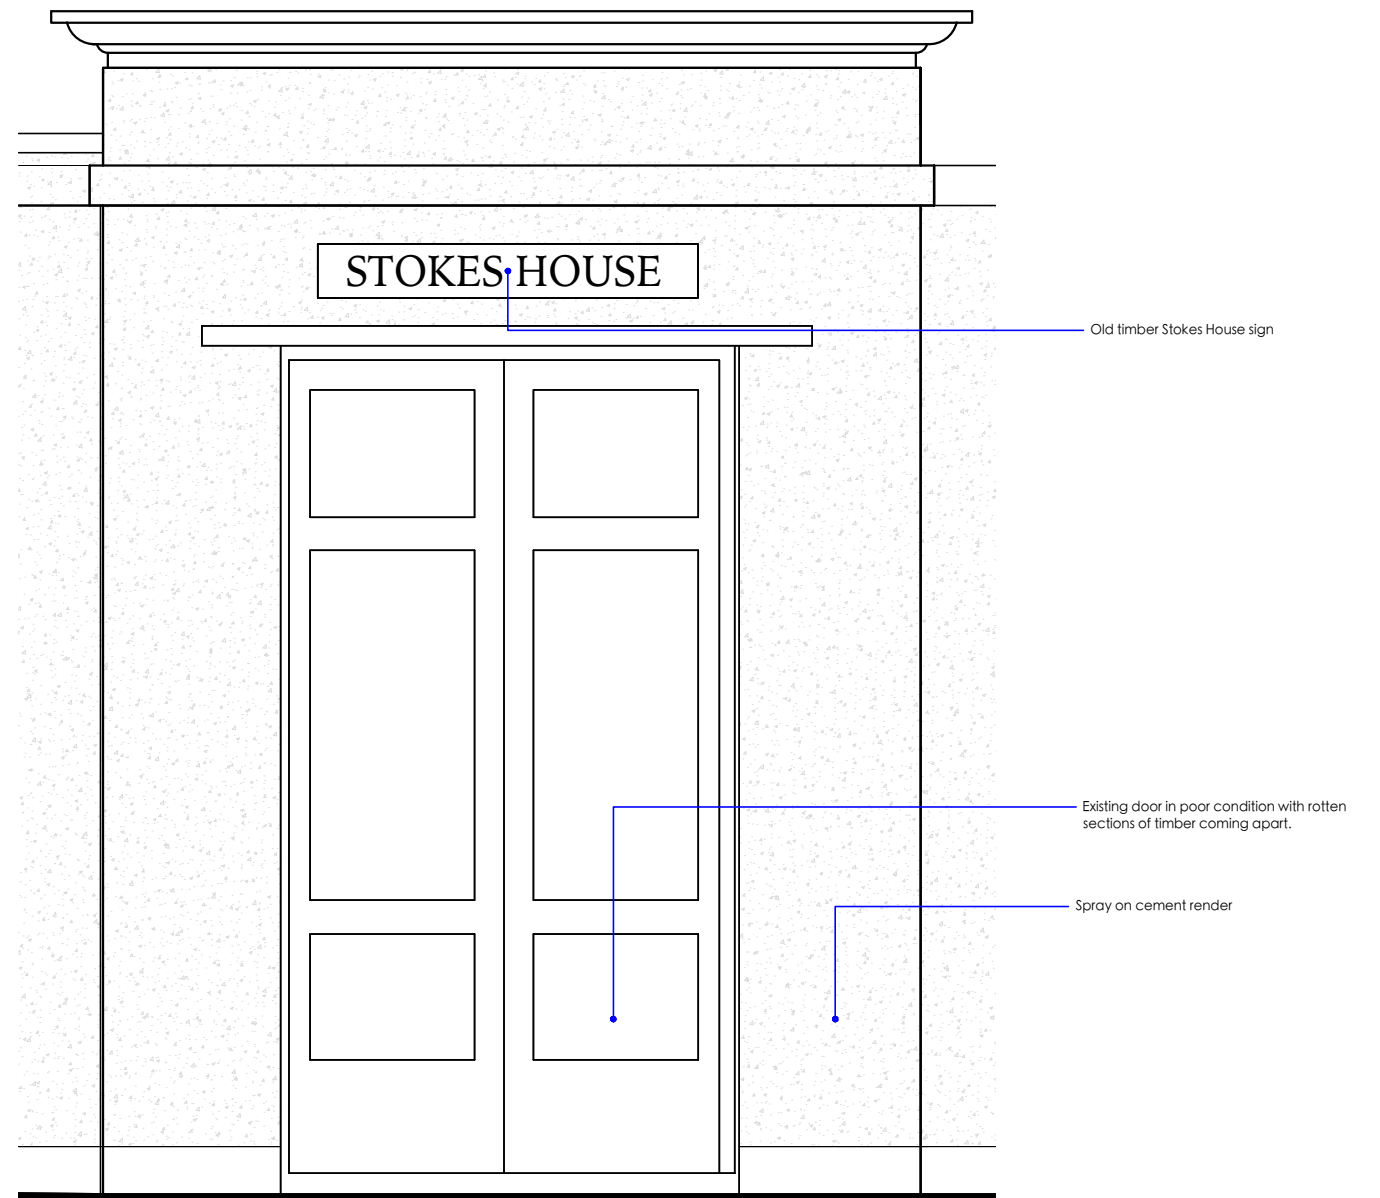 STOKES HOUSE
Old timber Stokes House sign
Existing door in poor condition with rotten
sections of timber coming apart.
Spray on cement render